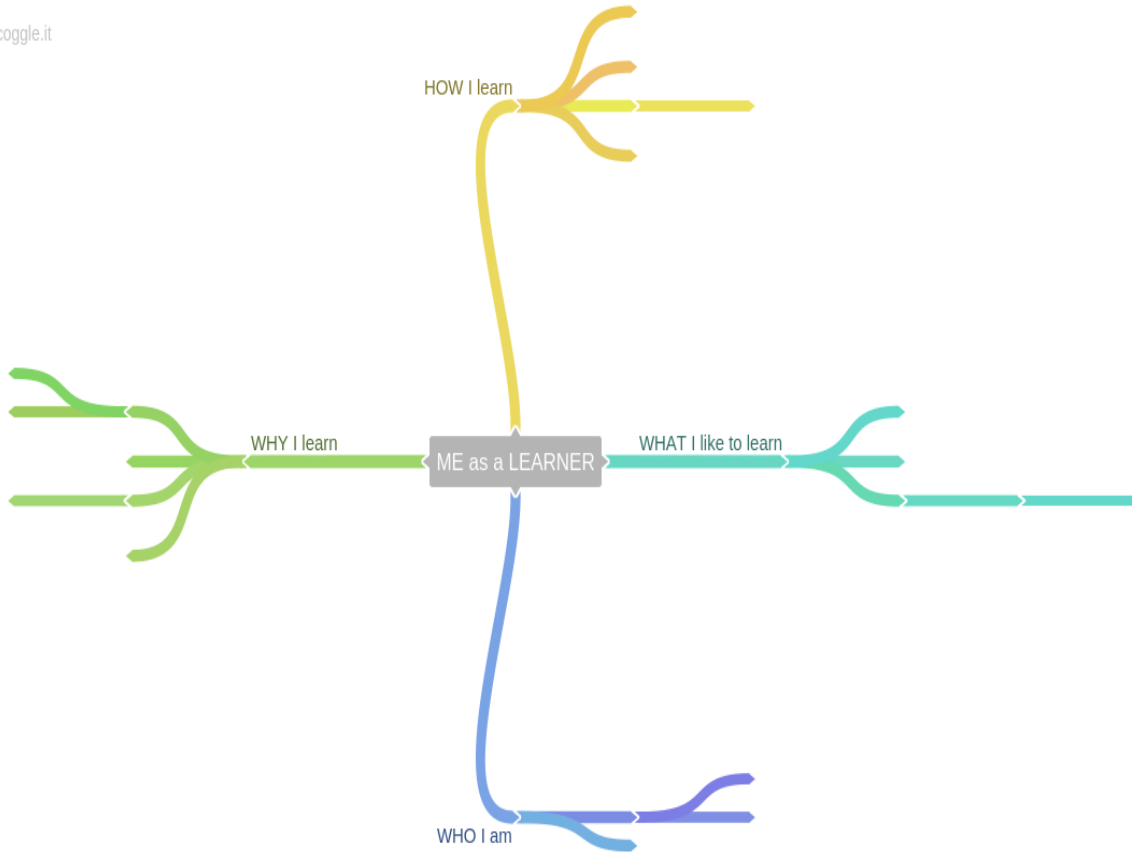 coggle.it
HOW I learn
WHY I learn
ME as a LEARNER
WHAT I like to learn
WHO I am